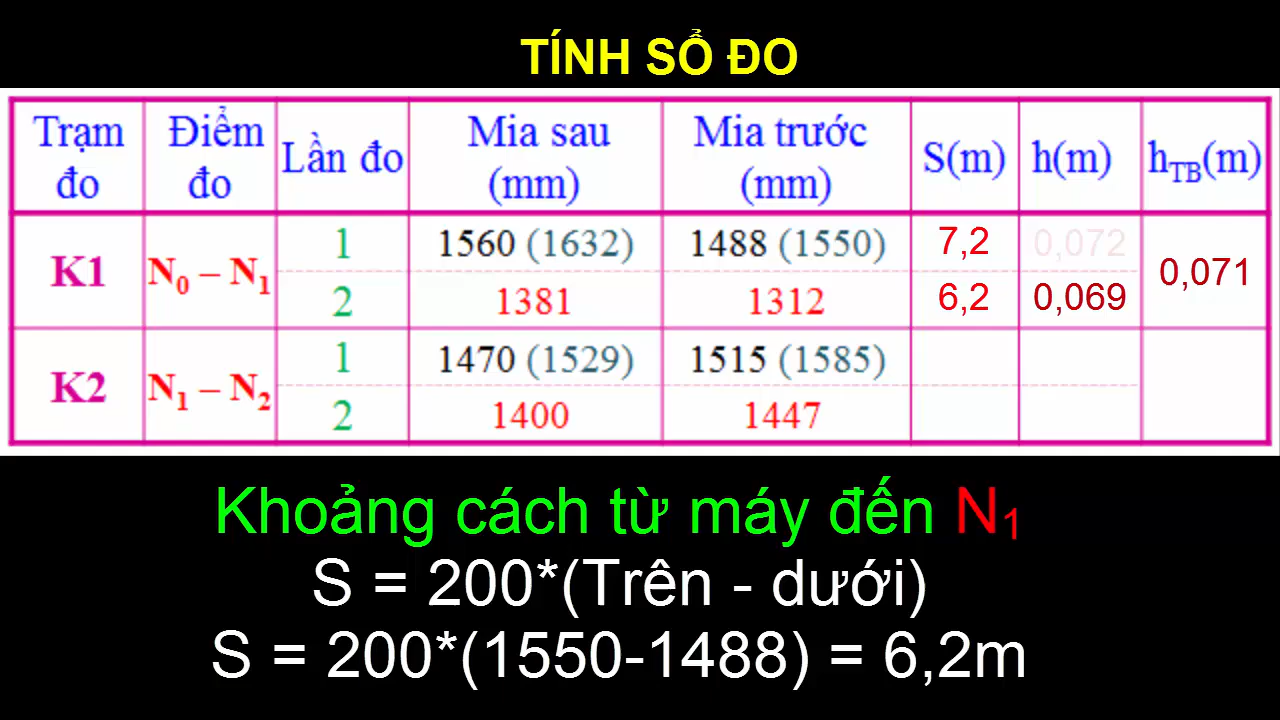 TÍNH SỔ ĐO
Trạm đo Điểm đo Lần đo Mia sau (mm) Mia trước (mm) S(m) h(m) hTB(m)
K1 N0 – N1 1 1560 (1632) 1488 (1550) 7,2 0,072 0,071
2 1381 1312 6,2 0,069
K2 N1 – N2 1 1470 (1529) 1515 (1585)
2 1400 1447
Khoảng cách từ máy đến N1
S = 200*(Trên - dưới)
S = 200*(1550-1488) = 6,2m